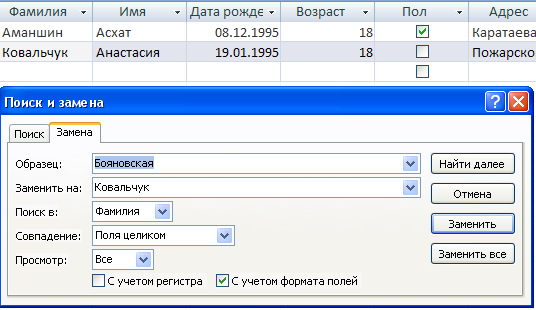 Фамилия Имя Дата рожде Возраст Пол Адрес
Аманшин Асхат 08.12.1995 18 Каратаева
Ковальчук Анастасия 19.01.1995 18 Пожарско
Поиск и замена
Поиск Замена
Образец: Бояновская Найти далее
Заменить на: Ковальчук Отмена
Поиск в: Фамилия Заменить
Совпадение: Поля целиком Заменить все
Просмотр: Все
С учетом регистра С учетом формата полей